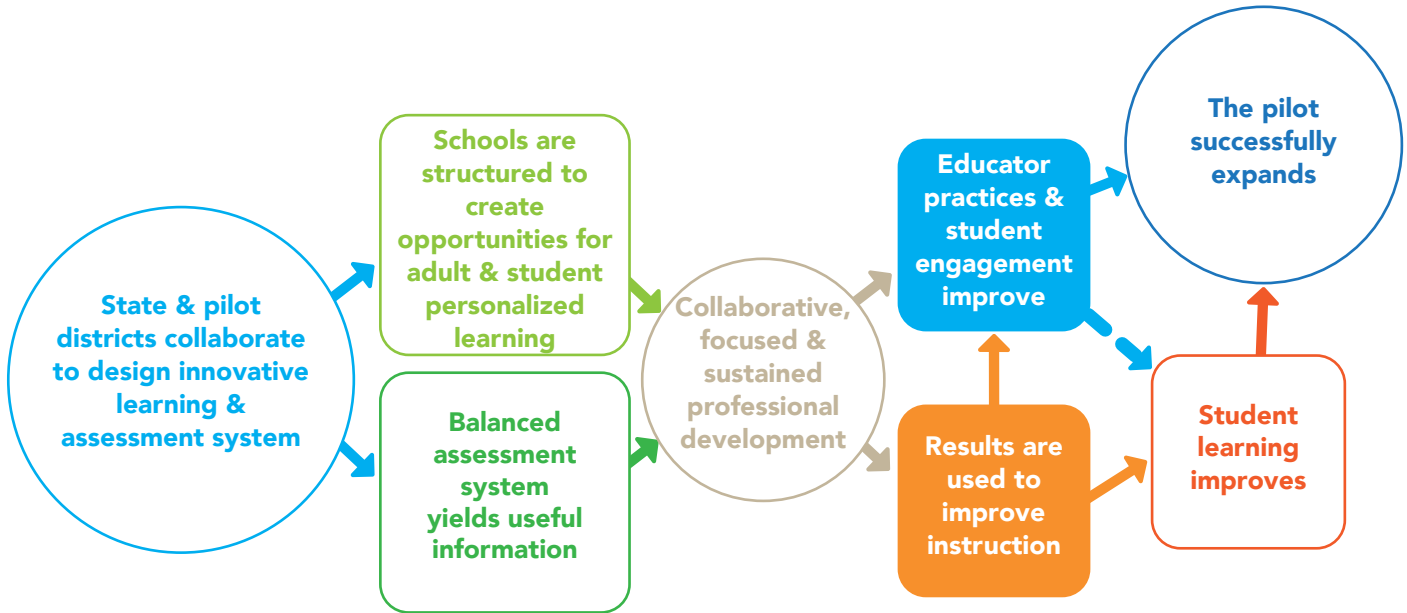 State & pilot
districts collaborate
to design innovative
learning &
assessment system
Schools are
structured to
create
opportunities for
adult & student
personalized
learning
Balanced
assessment
system
yields useful
information
Collaborative,
focused &
sustained
professional
development
Educator
practices &
student
engagement
improve
Results are
used to
improve
instruction
The pilot
successfully
expands
Student
learning
improves